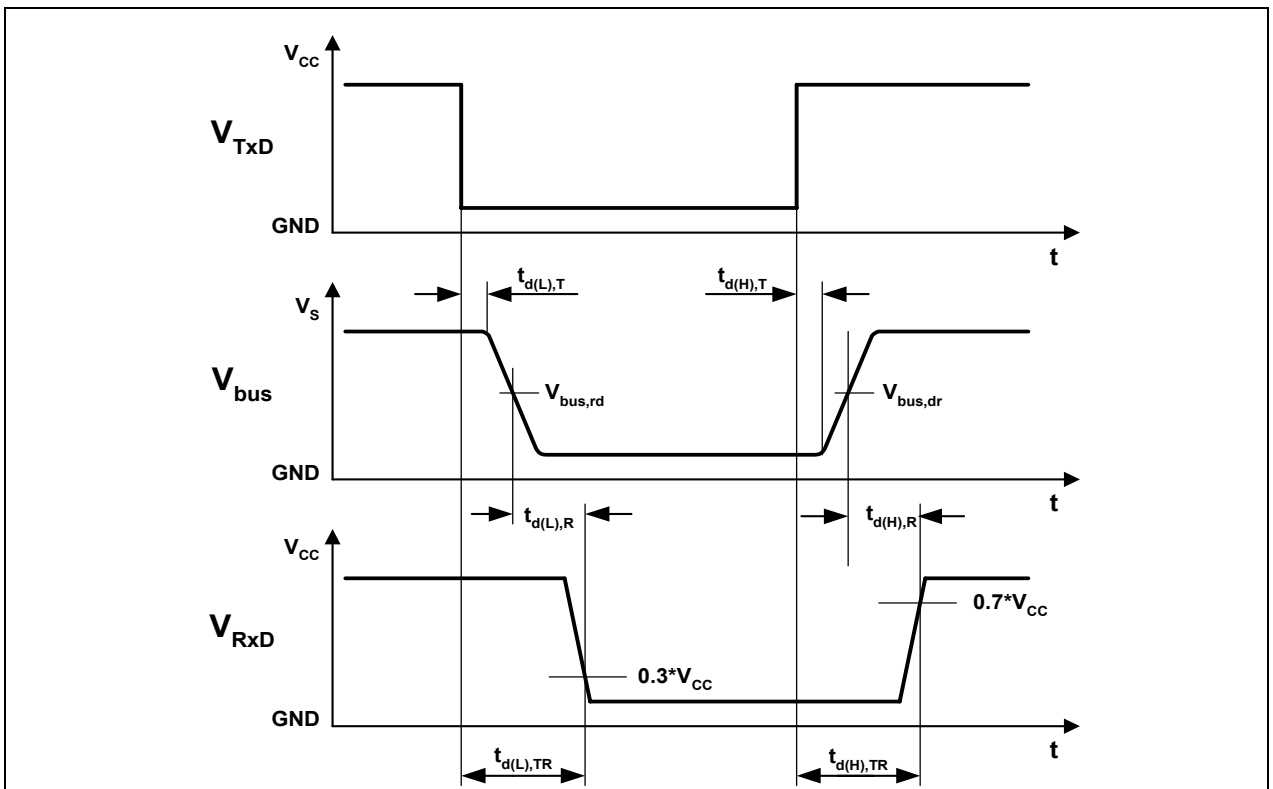 V_CC
V_TxD
GND
t
t_d(L),T
t_d(H),T
V_S
V_bus
V_bus,rd
V_bus,dr
GND
t
t_d(L),R
t_d(H),R
V_CC
V_RxD
0.7*V_CC
0.3*V_CC
GND
t
t_d(L),TR
t_d(H),TR